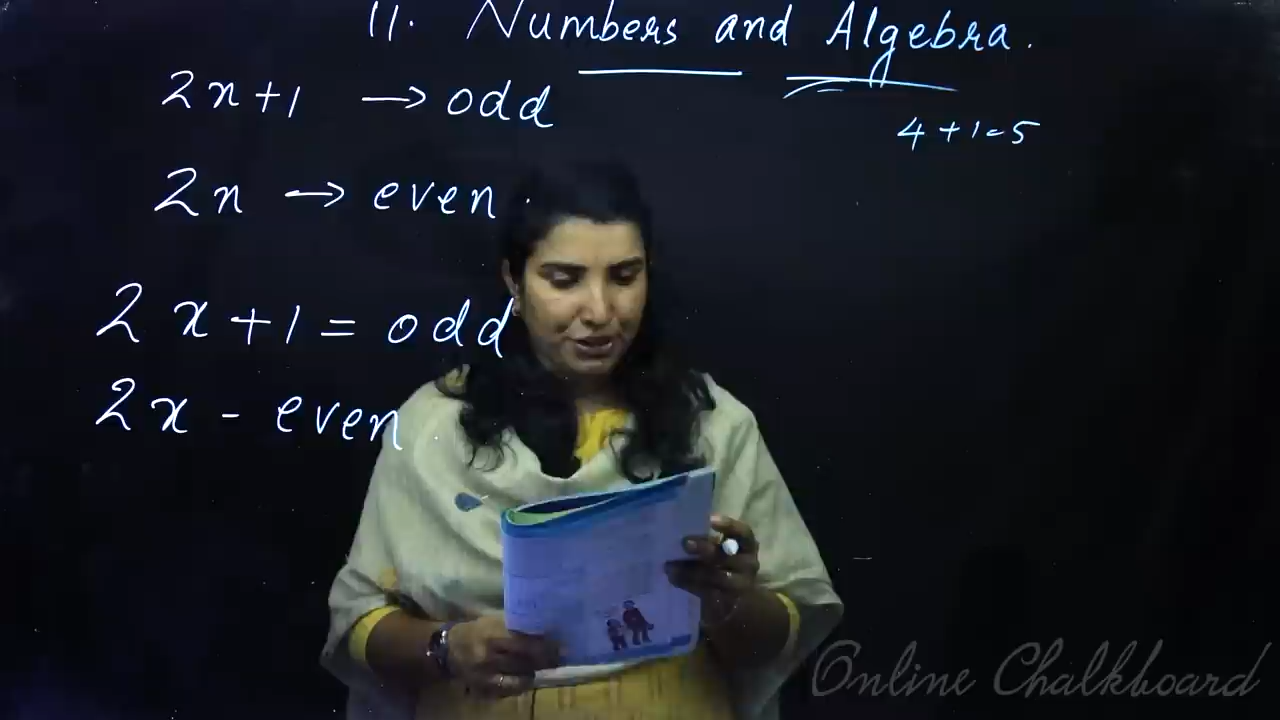 11. Numbers and Algebra.
2n+1 → odd
4+1=5
2n → even.
2x+1 = odd
2x - even
Online Chalkboard